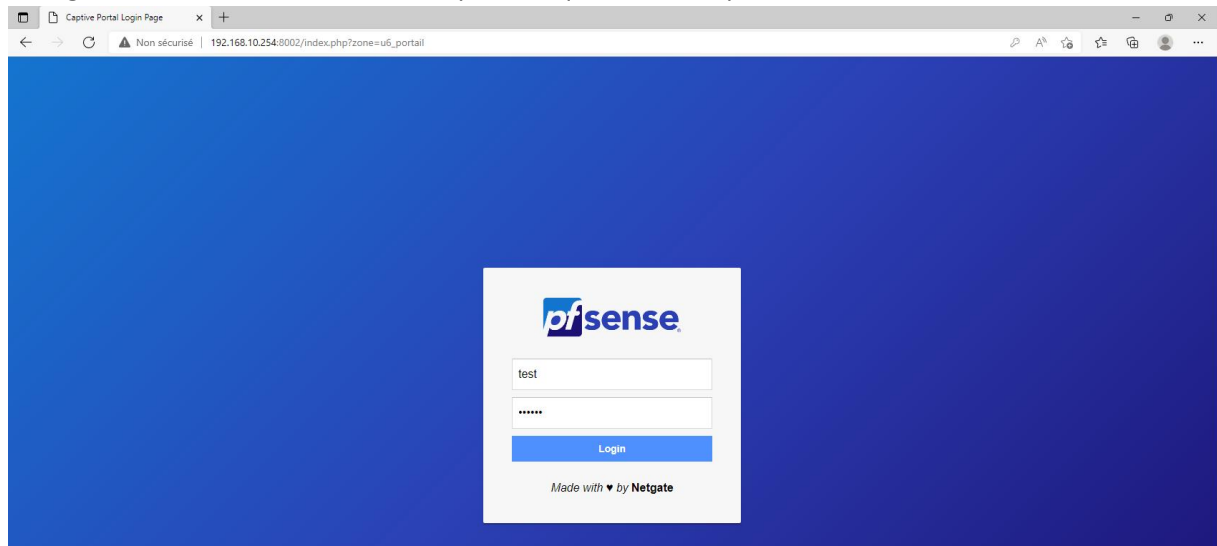 Captive Portal Login Page
Non sécurisé | 192.168.10.254:8002/index.php?zone=u6_portail
pfsense
test
••••••
Login
Made with ♥ by Netgate